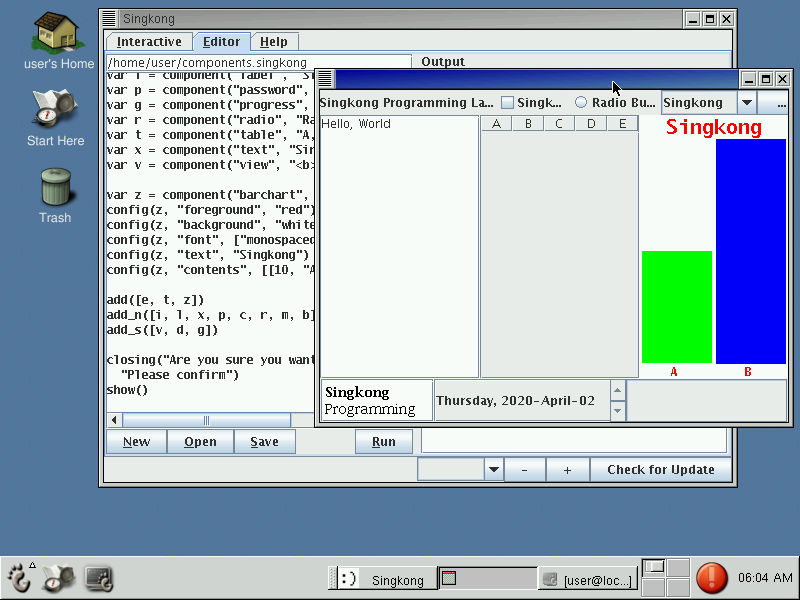 user's Home
Start Here
Trash
Singkong
Interactive
Editor
Help
/home/user/components.singkong
Output
var p = component("password",
var g = component("progress",
var r = component("radio", "Ra
var t = component("table", "A,
var x = component("text", "Sin
var v = component("view", "<b>
var z = component("barchart",
config(z, "foreground", "red")
config(z, "background", "white
config(z, "font", ["monospaced
config(z, "text", "Singkong")
config(z, "contents", [[10, "A
add([e, t, z])
add_n([i, l, x, p, c, r, m, b]
add_s([v, d, g])
closing("Are you sure you want
"Please confirm")
show()
New
Open
Save
Run
-
+
Check for Update
Singkong Programming La...
Singk...
Radio Bu...
Singkong
...
Hello, World
A B C D E
Singkong
A
B
Singkong
Programming
Thursday, 2020-April-02
:)
Singkong
[user@loc...]
06:04 AM